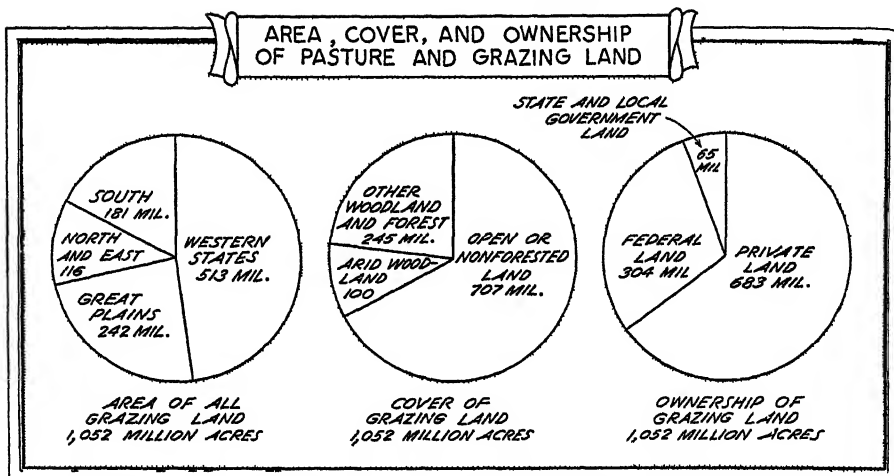 AREA, COVER, AND OWNERSHIP
OF PASTURE AND GRAZING LAND
SOUTH
181 MIL.
NORTH
AND EAST
116
GREAT
PLAINS
242 MIL.
WESTERN
STATES
513 MIL.
AREA OF ALL
GRAZING LAND
1,052 MILLION ACRES
OTHER
WOODLAND
AND FOREST
245 MIL.
ARID WOOD-
LAND
100
OPEN OR
NONFORESTED
LAND
707 MIL.
COVER OF
GRAZING LAND
1,052 MILLION ACRES
STATE AND LOCAL
GOVERNMENT
LAND
65
MIL
FEDERAL
LAND
304 MIL
PRIVATE
LAND
683 MIL.
OWNERSHIP OF
GRAZING LAND
1,052 MILLION ACRES